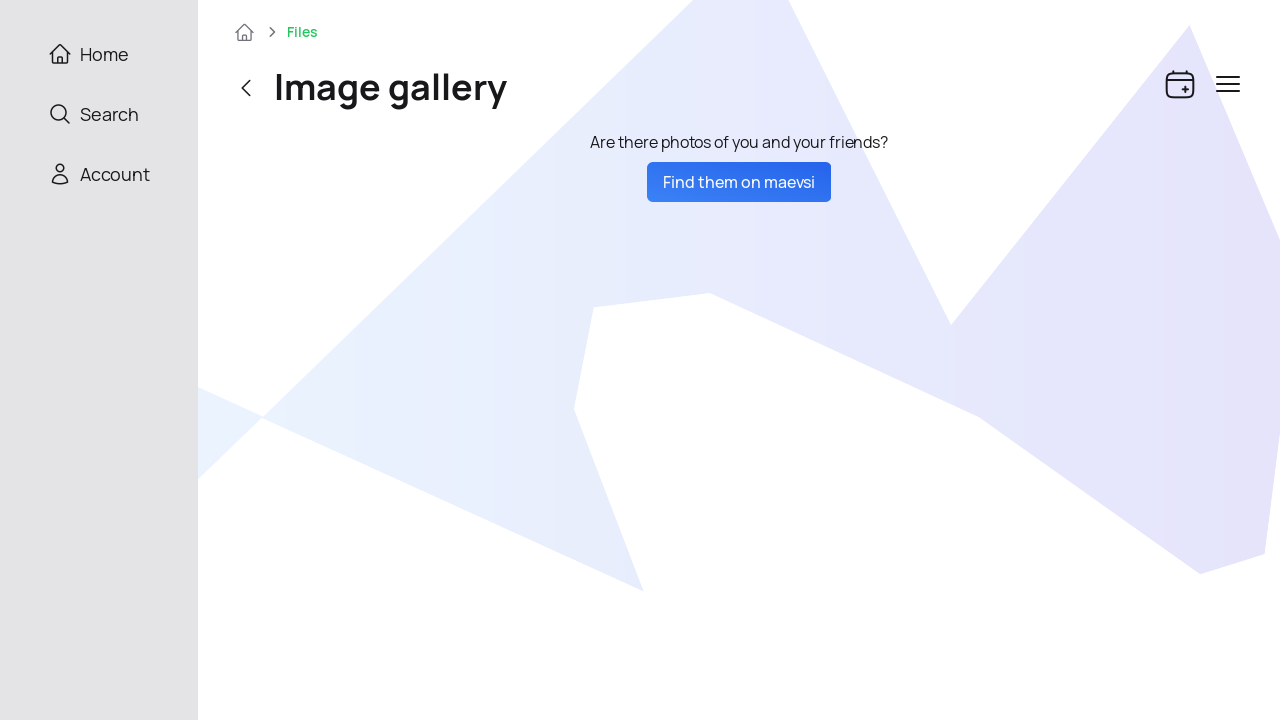 Home
Search
Account
Files
Image gallery
Are there photos of you and your friends?
Find them on maevsi